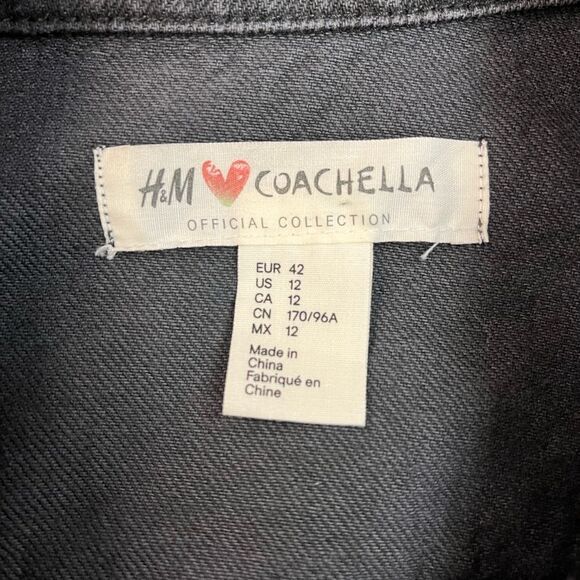 H&M COACHELLA
OFFICIAL COLLECTION
EUR 42
US 12
CA 12
CN 170/96A
MX 12
Made in
China
Fabriqué en
Chine